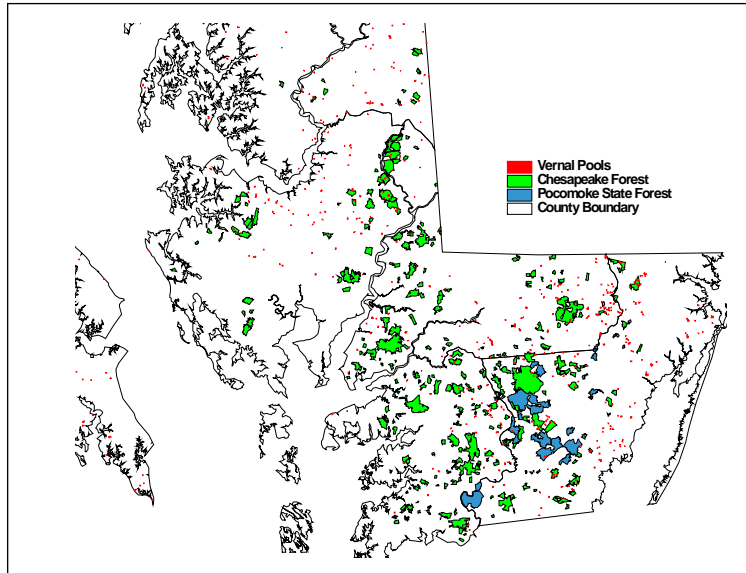 Vernal Pools
Chesapeake Forest
Pocomoke State Forest
County Boundary